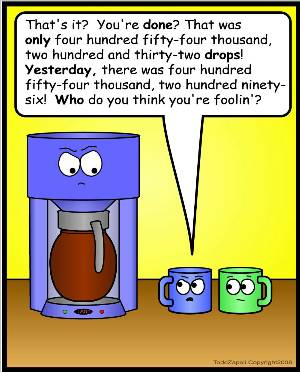 That's it? You're done? That was
only four hundred fifty-four thousand,
two hundred and thirty-two drops!
Yesterday, there was four hundred
fifty-four thousand, two hundred ninety-
six! Who do you think you're foolin'?
ToddZapoli Copyright2008